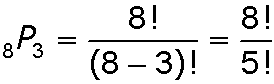 ₈P₃ = 8! / (8 − 3)! = 8! / 5!